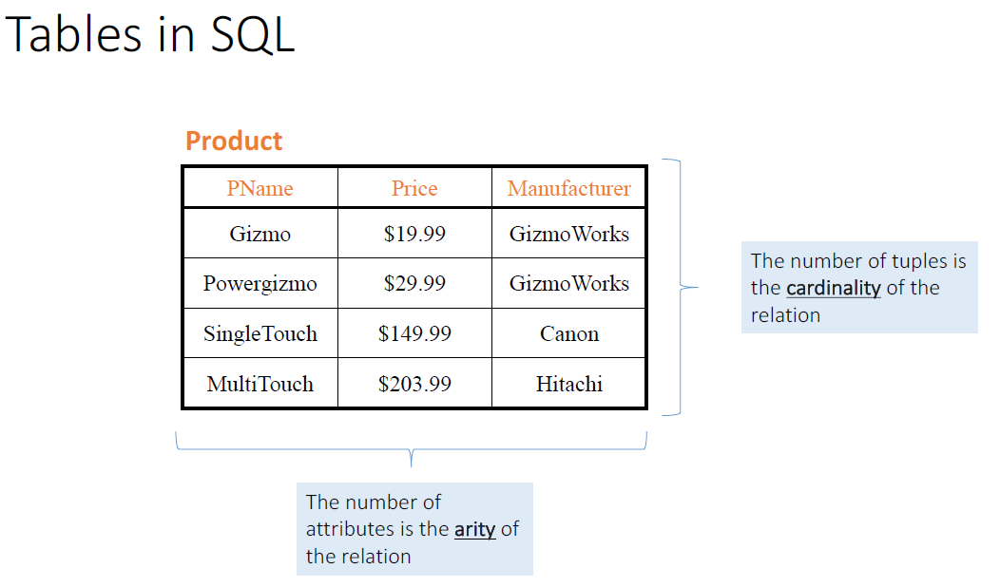 Tables in SQL
Product
PName Price Manufacturer
Gizmo $19.99 GizmoWorks
Powergizmo $29.99 GizmoWorks
SingleTouch $149.99 Canon
MultiTouch $203.99 Hitachi
The number of tuples is
the cardinality of the
relation
The number of
attributes is the arity of
the relation